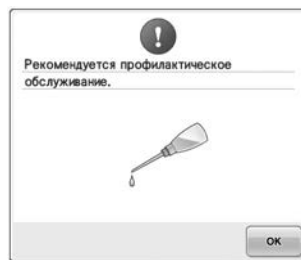 Рекомендуется профилактическое
обслуживание.
OK